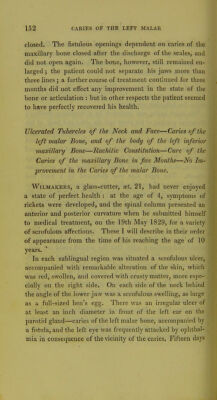 152 CARIES OF THE LEFT MALAR
closed. The fistulous openings dependent on caries of the
maxillary bone closed after the discharge of the scales, and
did not open again. The bone, however, still remained en-
larged; the patient could not separate his jaws more than
three lines; a further course of treatment continued for three
months did not effect any improvement in the state of the
bone or articulation: but in other respects the patient seemed
to have perfectly recovered his health.
Ulcerated Tubercles of the Neck and Face—Caries of the
left malar Bone, and of the body of the left inferior
maxillary Bone—Rachitic Constitution—Cure of the
Caries of the maxillary Bone in five Months—No Im-
provement in the Caries of the malar Bone.
Wilmakers, a glass-cutter, æt. 21, had never enjoyed
a state of perfect health: at the age of 4, symptoms of
rickets were developed, and the spinal column presented an
anterior and posterior curvature when he submitted himself
to medical treatment, on the 19th May 1829, for a variety
of scrofulous affections. These I will describe in their order
of appearance from the time of his reaching the age of 10
years.
In each sublingual region was situated a scrofulous ulcer,
accompanied with remarkable alteration of the skin, which
was red, swollen, and covered with crusty matter, more espe-
cially on the right side. On each side of the neck behind
the angle of the lower jaw was a scrofulous swelling, as large
as a full-sized hen's egg. There was an irregular ulcer of
at least an inch diameter in front of the left ear on the
parotid gland—caries of the left malar bone, accompanied by
a fistula, and the left eye was frequently attacked by ophthal-
mia in consequence of the vicinity of the caries. Fifteen days